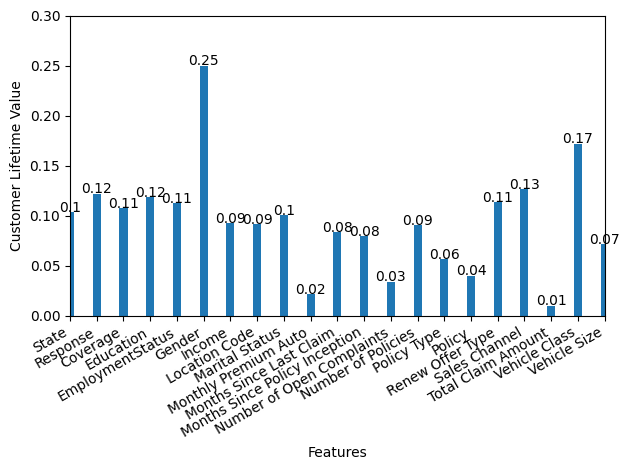 0.30
0.25
0.20
0.15
0.10
0.05
0.00
Customer Lifetime Value
0.1
0.12
0.11
0.12
0.11
0.25
0.09
0.09
0.1
0.02
0.08
0.08
0.03
0.09
0.06
0.04
0.11
0.13
0.01
0.17
0.07
State
Response
Coverage
Education
EmploymentStatus
Gender
Income
Location Code
Marital Status
Monthly Premium Auto
Months Since Last Claim
Months Since Policy Inception
Number of Open Complaints
Number of Policies
Policy Type
Policy
Renew Offer Type
Sales Channel
Total Claim Amount
Vehicle Class
Vehicle Size
Features